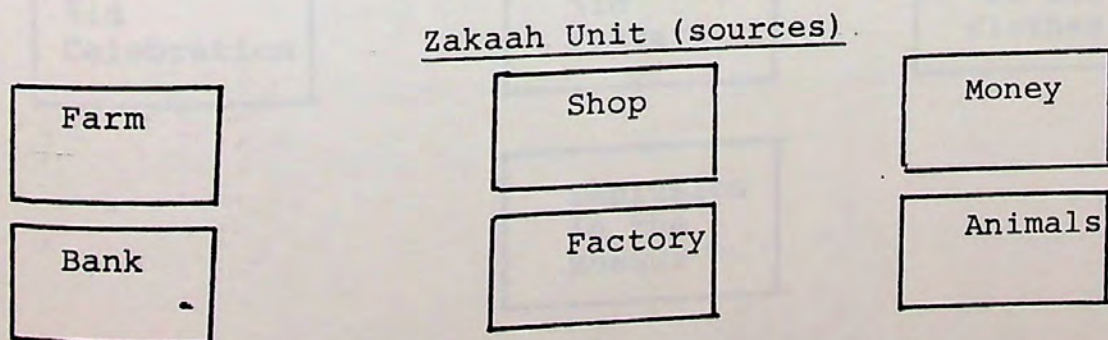 Zakaah Unit (sources)
Farm
Shop
Money
Bank
Factory
Animals